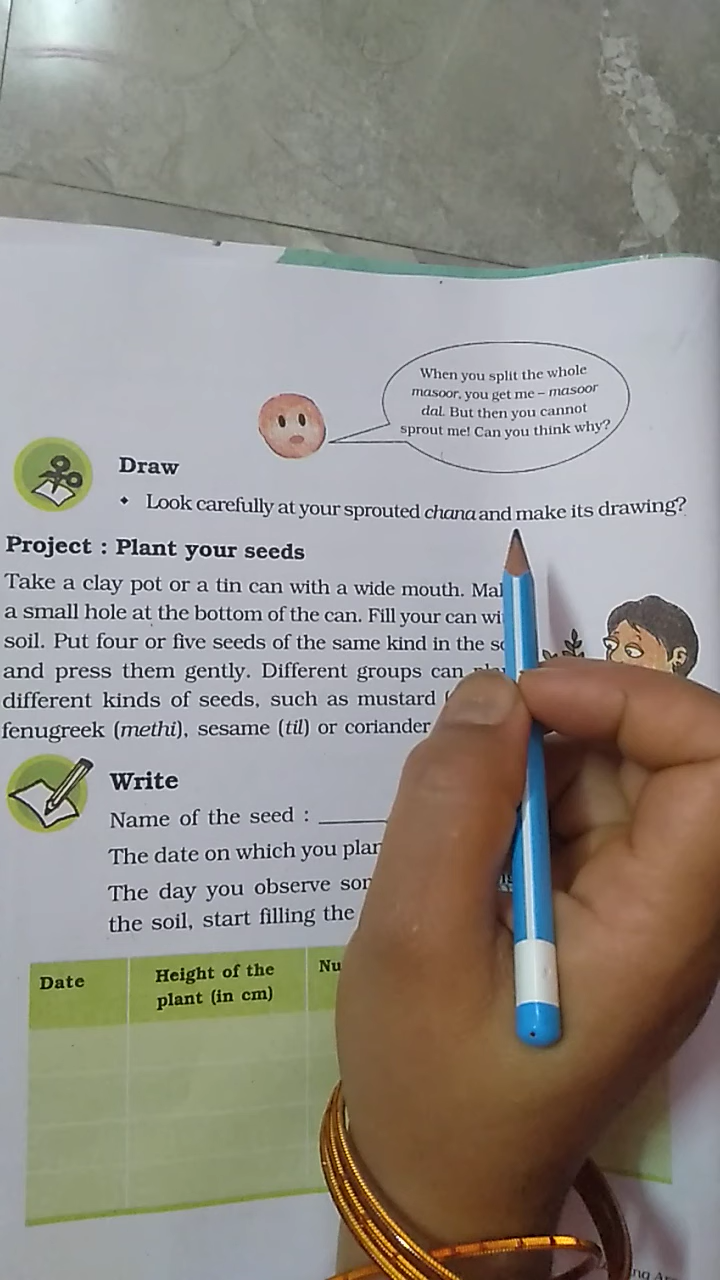 When you split the whole
masoor, you get me – masoor
dal. But then you cannot
sprout me! Can you think why?
Draw
• Look carefully at your sprouted chana and make its drawing?
Project : Plant your seeds
Take a clay pot or a tin can with a wide mouth.
a small hole at the bottom of the can. Fill your can
soil. Put four or five seeds of the same kind in the
and press them gently. Different groups can
different kinds of seeds, such as mustard
fenugreek (methi), sesame (til) or coriander
Write
Name of the seed :
The date on which you
The day you observe
the soil, start filling the
Date
Height of the
plant (in cm)